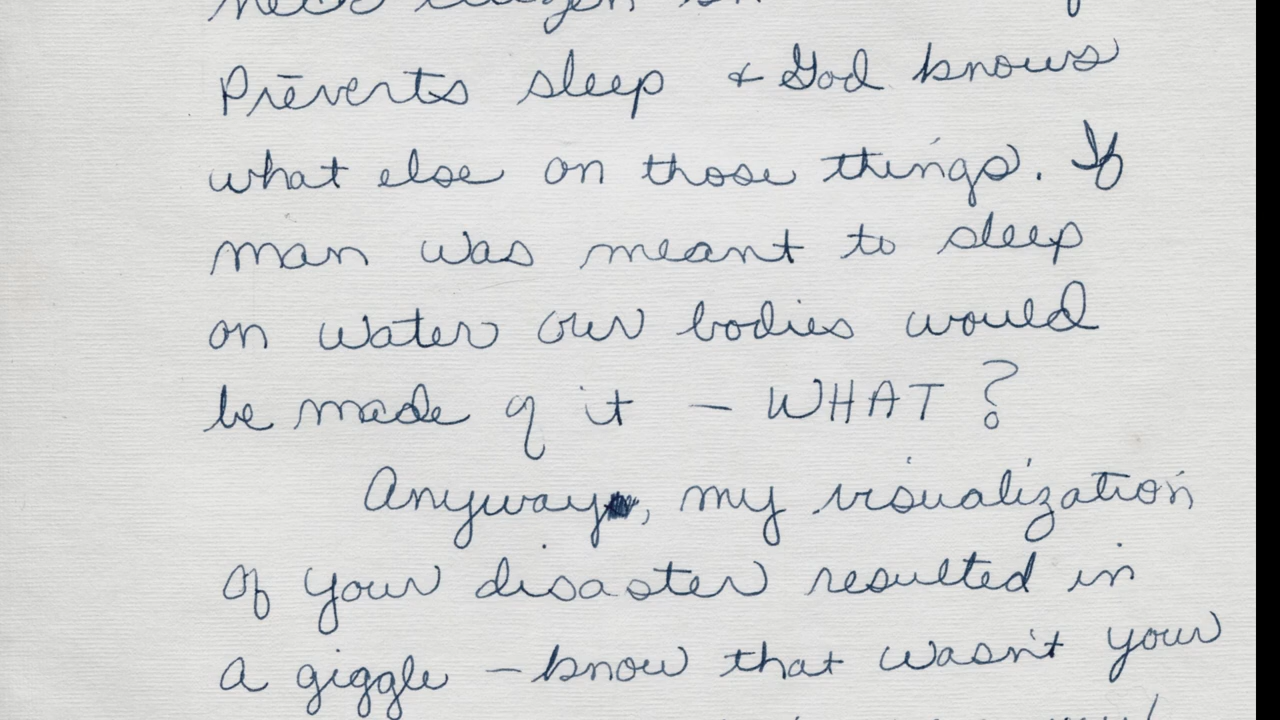 Prēverts sleep & God knows
what else on those things. If
man was meant to sleep
on water our bodies would
be made of it — WHAT?
Anyway, my visualization
of your disaster resulted in
a giggle — know that wasn't your